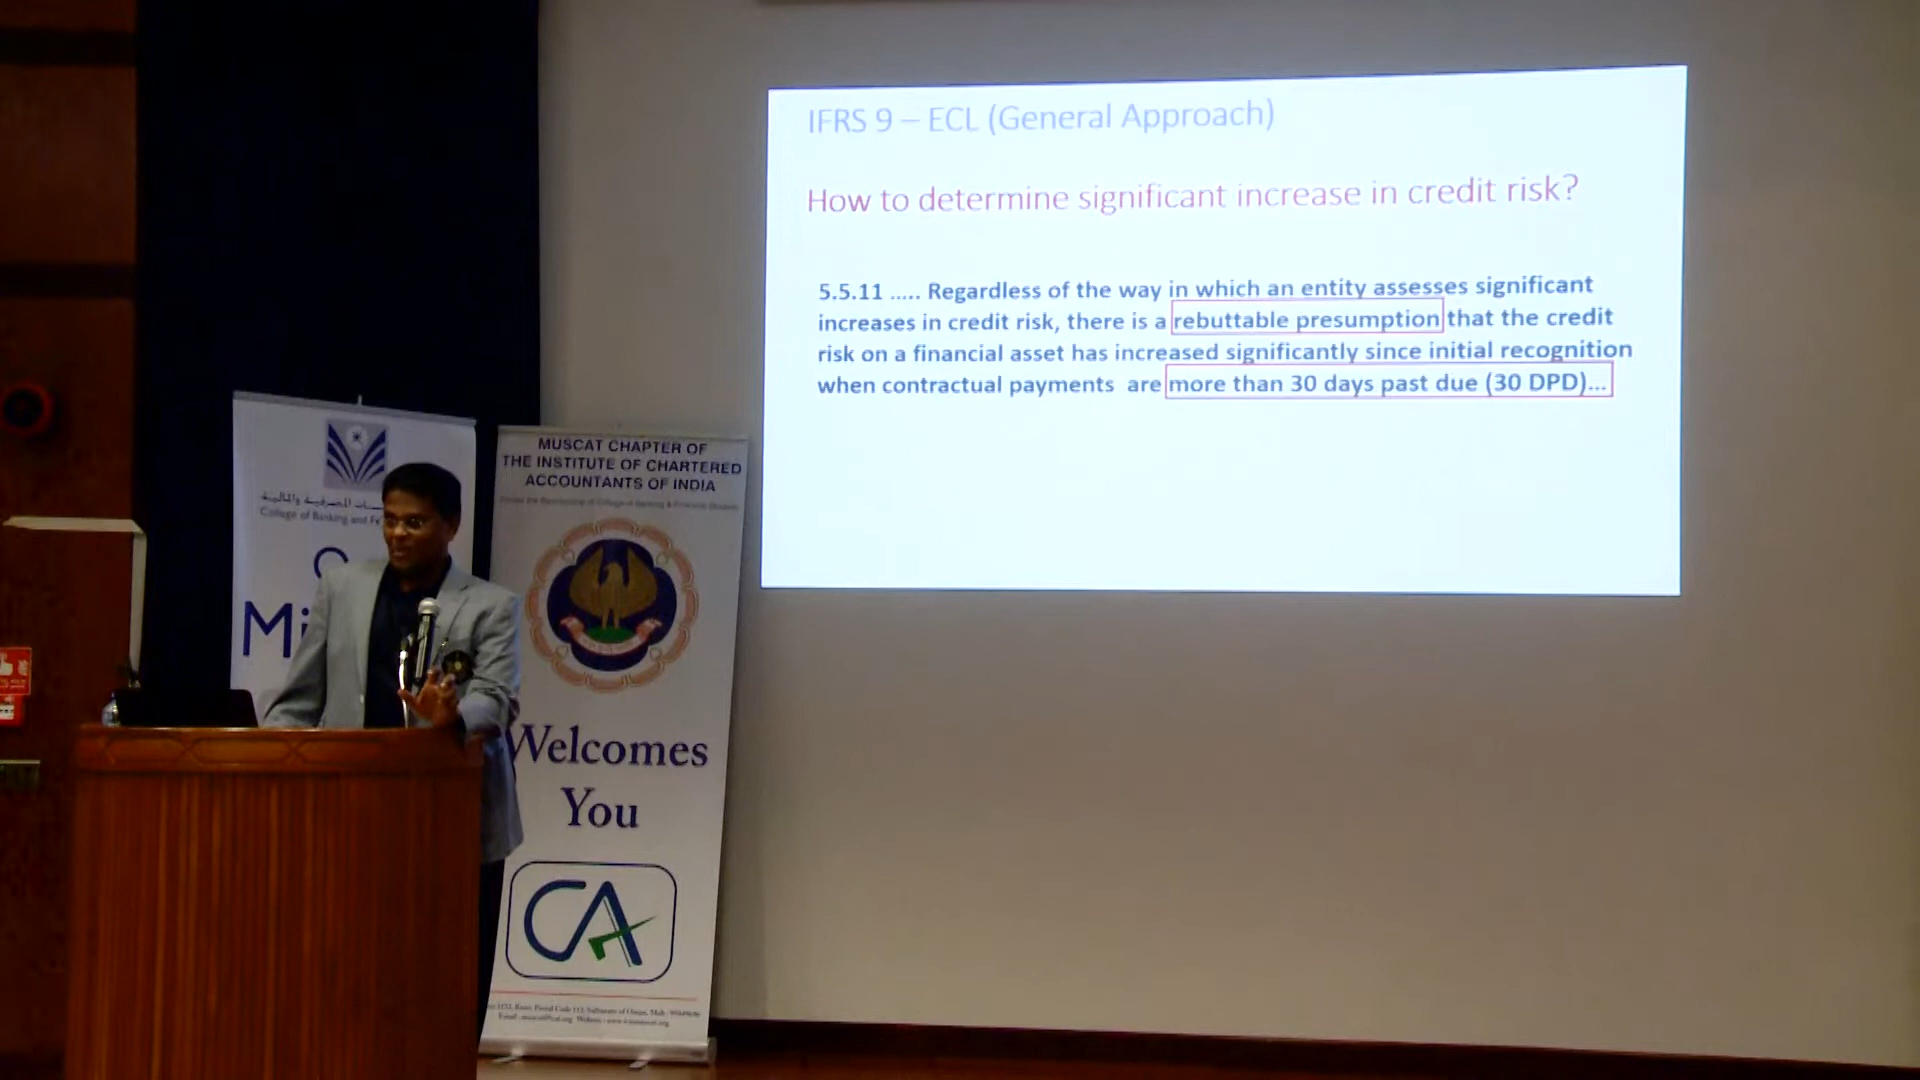 IFRS 9 – ECL (General Approach)
How to determine significant increase in credit risk?
5.5.11 ..... Regardless of the way in which an entity assesses significant
increases in credit risk, there is a rebuttable presumption that the credit
risk on a financial asset has increased significantly since initial recognition
when contractual payments are more than 30 days past due (30 DPD)...
College of Banking and
Mi
MUSCAT CHAPTER OF
THE INSTITUTE OF CHARTERED
ACCOUNTANTS OF INDIA
Welcomes
You
CA